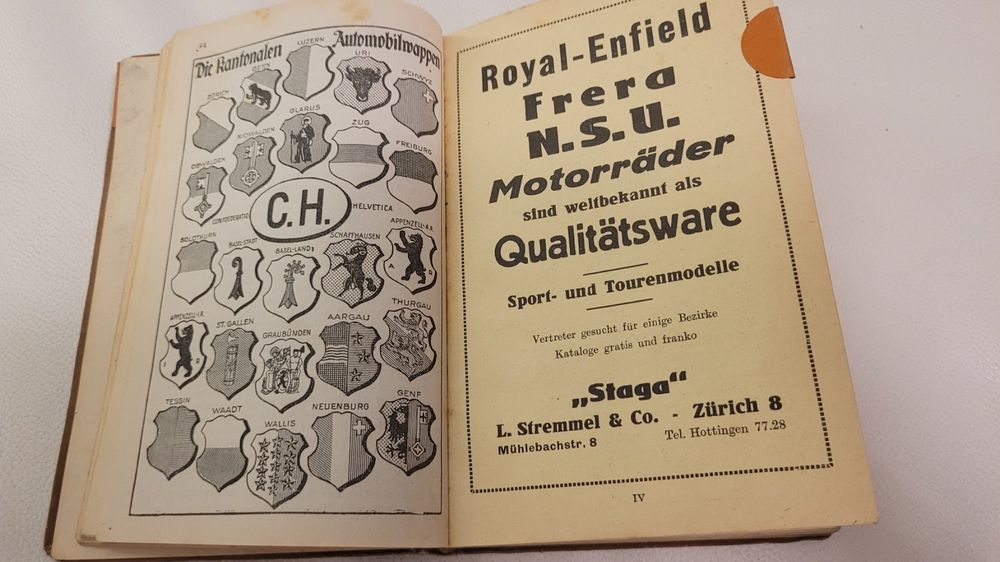 64
Die Kantonalen Automobilwappen
ZÜRICH
BERN
LUZERN
URI
SCHWYZ
OBWALDEN
NIDWALDEN
GLARUS
ZUG
FREIBURG
CONFOEDERATIO
C.H.
HELVETICA
SOLOTHURN
BASEL-STADT
BASEL-LAND
SCHAFFHAUSEN
APPENZELL-A.R.
A R
APPENZELL-I.R.
I R
ST. GALLEN
GRAUBÜNDEN
AARGAU
THURGAU
TESSIN
WAADT
WALLIS
NEUENBURG
GENF
Royal-Enfield
Frera
N.S.U.
Motorräder
sind weltbekannt als
Qualitätsware
Sport- und Tourenmodelle
Vertreter gesucht für einige Bezirke
Kataloge gratis und franko
„Staga"
L. Stremmel & Co. - Zürich 8
Mühlebachstr. 8 Tel. Hottingen 77.28
IV